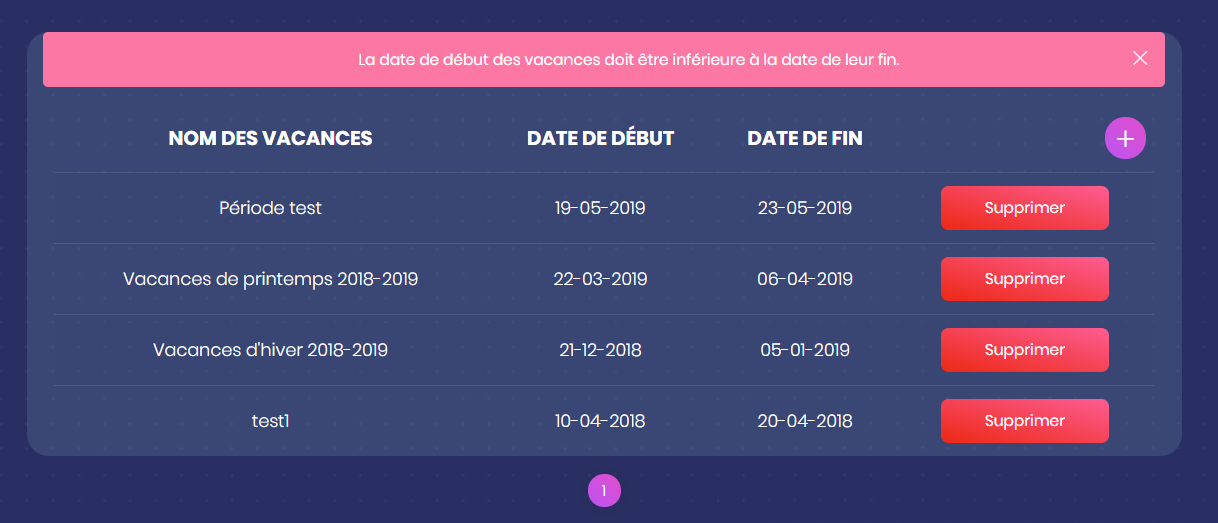 La date de début des vacances doit être inférieure à la date de leur fin.
NOM DES VACANCES DATE DE DÉBUT DATE DE FIN +
Période test 19-05-2019 23-05-2019 Supprimer
Vacances de printemps 2018-2019 22-03-2019 06-04-2019 Supprimer
Vacances d'hiver 2018-2019 21-12-2018 05-01-2019 Supprimer
test1 10-04-2018 20-04-2018 Supprimer
1